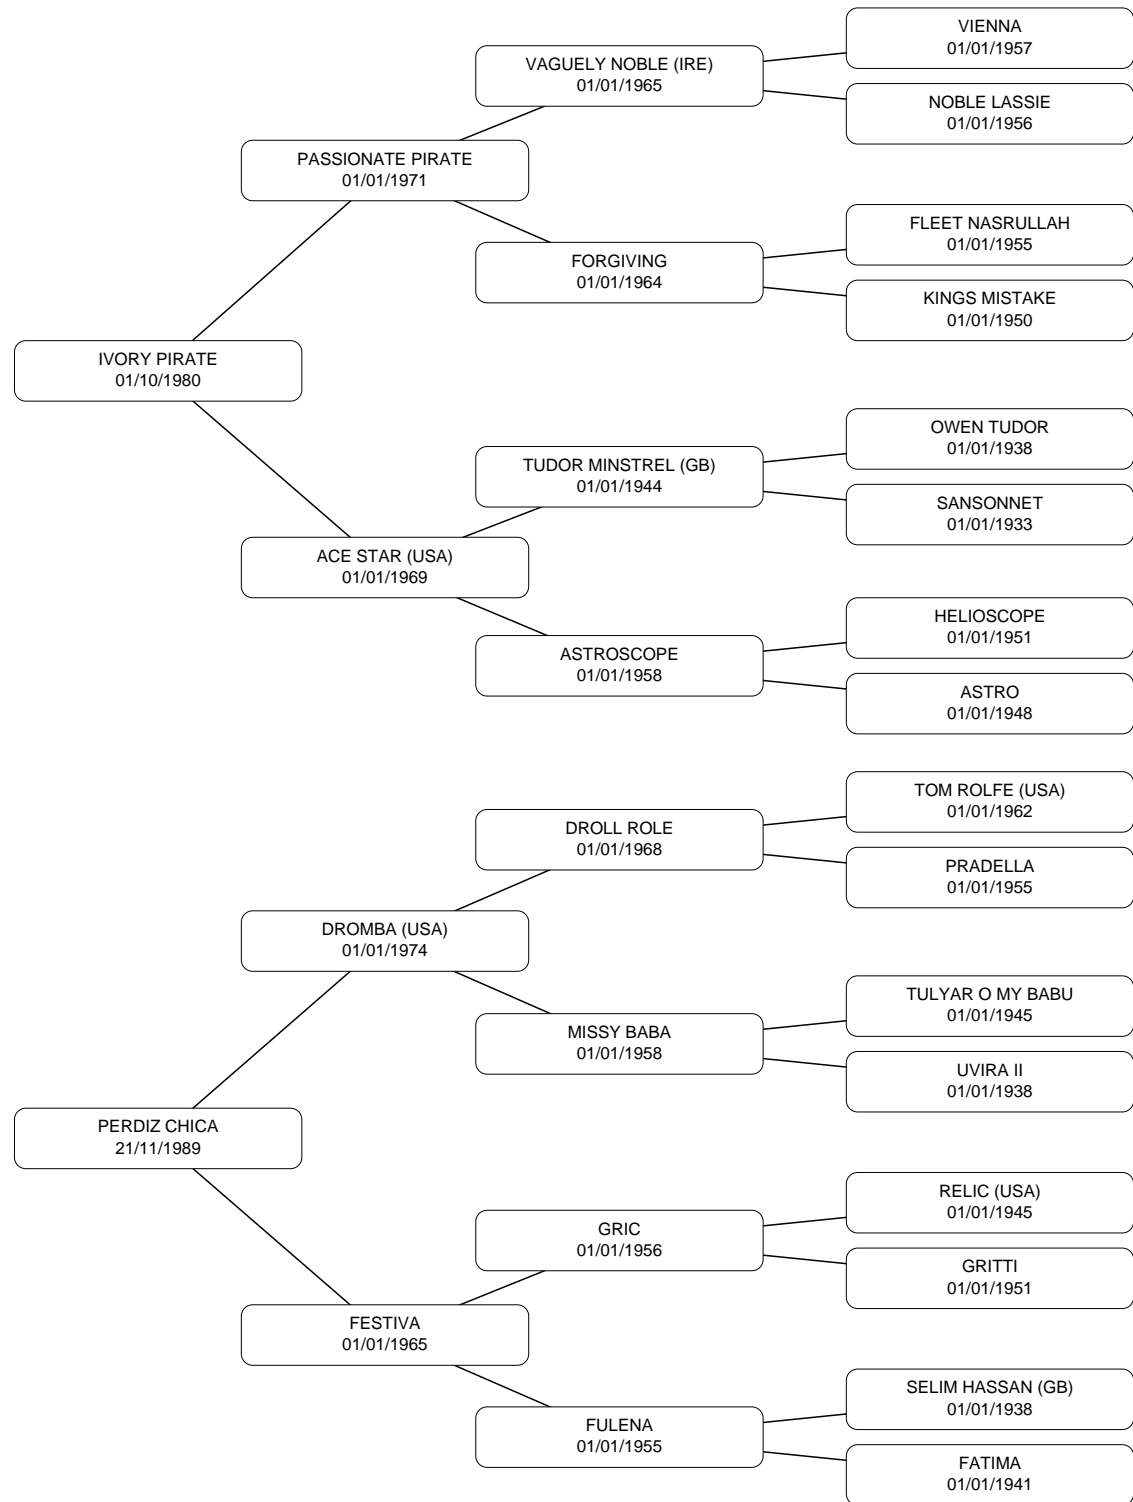 VIENNA
01/01/1957
VAGUELY NOBLE (IRE)
01/01/1965
NOBLE LASSIE
01/01/1956
PASSIONATE PIRATE
01/01/1971
FLEET NASRULLAH
01/01/1955
FORGIVING
01/01/1964
KINGS MISTAKE
01/01/1950
IVORY PIRATE
01/10/1980
OWEN TUDOR
01/01/1938
TUDOR MINSTREL (GB)
01/01/1944
SANSONNET
01/01/1933
ACE STAR (USA)
01/01/1969
HELIOSCOPE
01/01/1951
ASTROSCOPE
01/01/1958
ASTRO
01/01/1948
TOM ROLFE (USA)
01/01/1962
DROLL ROLE
01/01/1968
PRADELLA
01/01/1955
DROMBA (USA)
01/01/1974
TULYAR O MY BABU
01/01/1945
MISSY BABA
01/01/1958
UVIRA II
01/01/1938
PERDIZ CHICA
21/11/1989
RELIC (USA)
01/01/1945
GRIC
01/01/1956
GRITTI
01/01/1951
FESTIVA
01/01/1965
SELIM HASSAN (GB)
01/01/1938
FULENA
01/01/1955
FATIMA
01/01/1941